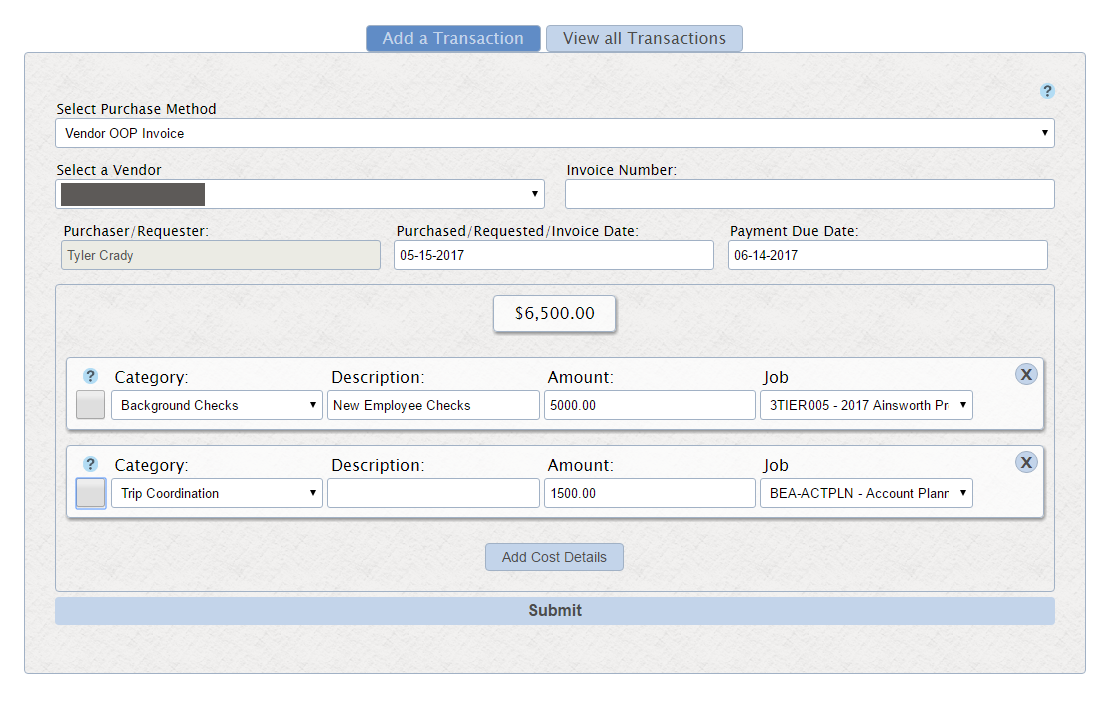 Add a Transaction View all Transactions
?
Select Purchase Method
Vendor OOP Invoice
Select a Vendor Invoice Number:
Purchaser/Requester: Purchased/Requested/Invoice Date: Payment Due Date:
Tyler Crady 05-15-2017 06-14-2017
$6,500.00
? Category: Description: Amount: Job X
Background Checks New Employee Checks 5000.00 3TIER005 - 2017 Ainsworth Pr
? Category: Description: Amount: Job X
Trip Coordination 1500.00 BEA-ACTPLN - Account Plann
Add Cost Details
Submit